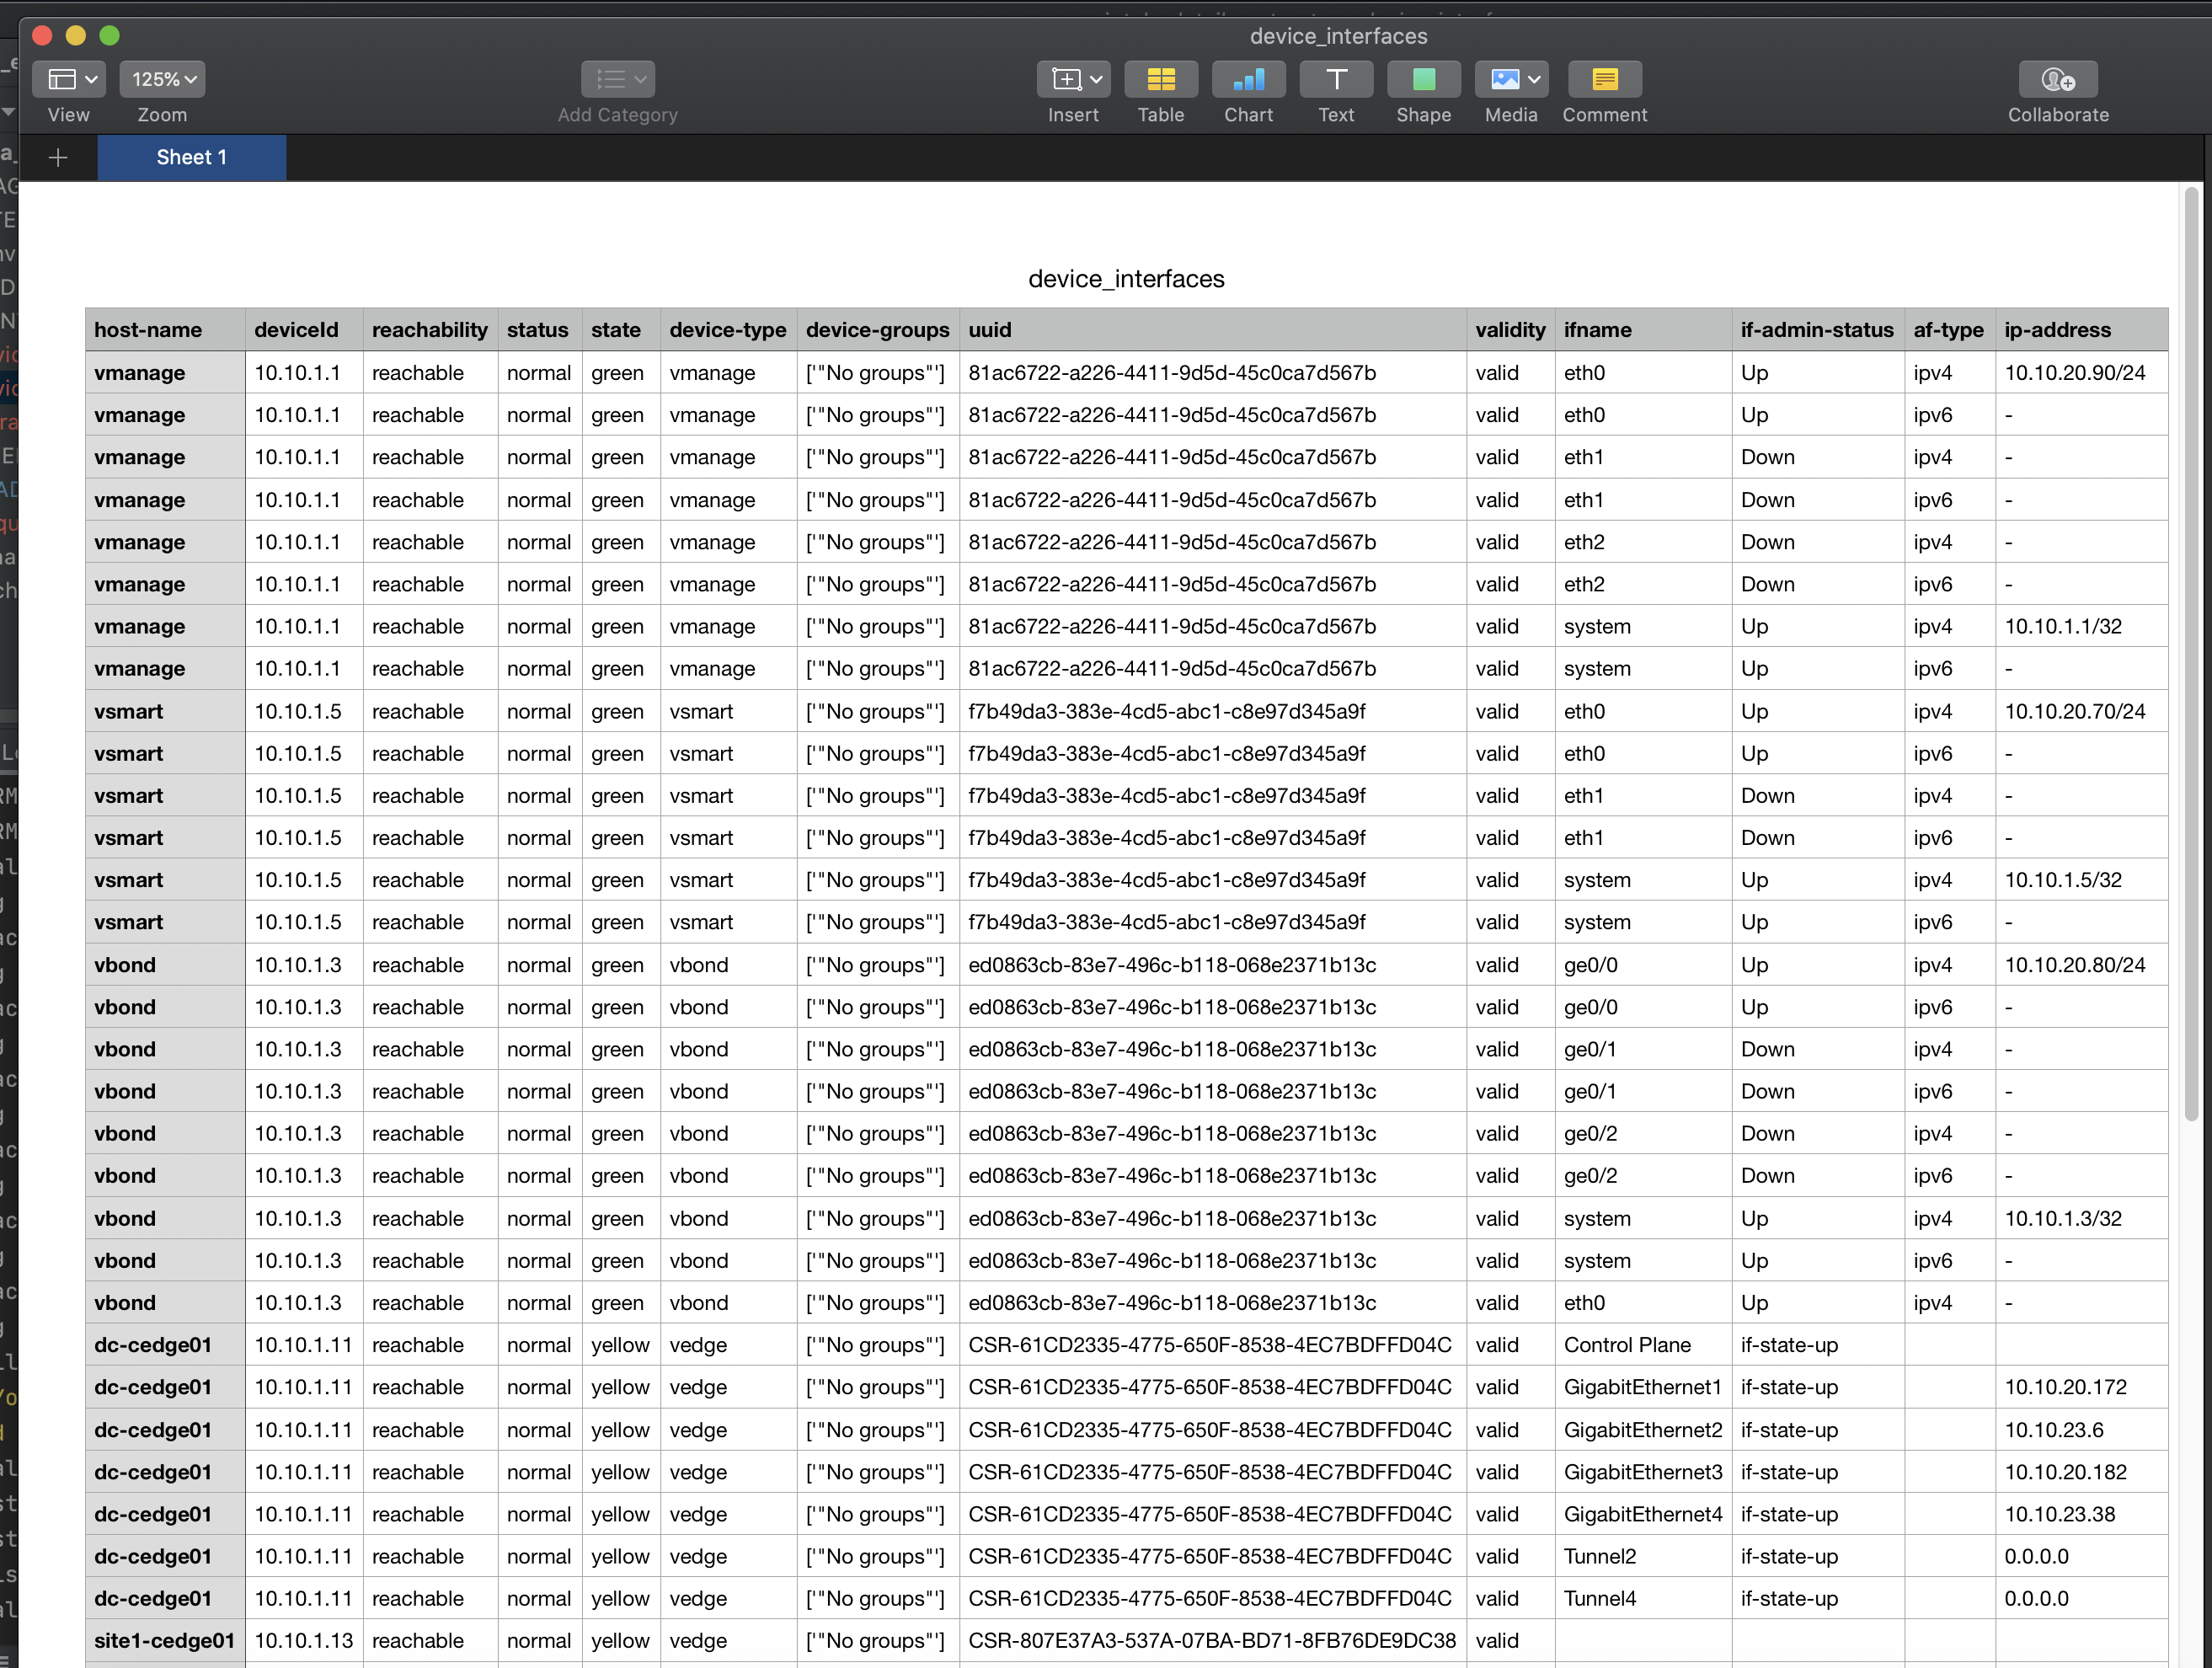 device_interfaces
125%
View Zoom Add Category Insert Table Chart Text Shape Media Comment Collaborate
Sheet 1
device_interfaces
host-name deviceId reachability status state device-type device-groups uuid validity ifname if-admin-status af-type ip-address
vmanage 10.10.1.1 reachable normal green vmanage ['"No groups"'] 81ac6722-a226-4411-9d5d-45c0ca7d567b valid eth0 Up ipv4 10.10.20.90/24
vmanage 10.10.1.1 reachable normal green vmanage ['"No groups"'] 81ac6722-a226-4411-9d5d-45c0ca7d567b valid eth0 Up ipv6 -
vmanage 10.10.1.1 reachable normal green vmanage ['"No groups"'] 81ac6722-a226-4411-9d5d-45c0ca7d567b valid eth1 Down ipv4 -
vmanage 10.10.1.1 reachable normal green vmanage ['"No groups"'] 81ac6722-a226-4411-9d5d-45c0ca7d567b valid eth1 Down ipv6 -
vmanage 10.10.1.1 reachable normal green vmanage ['"No groups"'] 81ac6722-a226-4411-9d5d-45c0ca7d567b valid eth2 Down ipv4 -
vmanage 10.10.1.1 reachable normal green vmanage ['"No groups"'] 81ac6722-a226-4411-9d5d-45c0ca7d567b valid eth2 Down ipv6 -
vmanage 10.10.1.1 reachable normal green vmanage ['"No groups"'] 81ac6722-a226-4411-9d5d-45c0ca7d567b valid system Up ipv4 10.10.1.1/32
vmanage 10.10.1.1 reachable normal green vmanage ['"No groups"'] 81ac6722-a226-4411-9d5d-45c0ca7d567b valid system Up ipv6 -
vsmart 10.10.1.5 reachable normal green vsmart ['"No groups"'] f7b49da3-383e-4cd5-abc1-c8e97d345a9f valid eth0 Up ipv4 10.10.20.70/24
vsmart 10.10.1.5 reachable normal green vsmart ['"No groups"'] f7b49da3-383e-4cd5-abc1-c8e97d345a9f valid eth0 Up ipv6 -
vsmart 10.10.1.5 reachable normal green vsmart ['"No groups"'] f7b49da3-383e-4cd5-abc1-c8e97d345a9f valid eth1 Down ipv4 -
vsmart 10.10.1.5 reachable normal green vsmart ['"No groups"'] f7b49da3-383e-4cd5-abc1-c8e97d345a9f valid eth1 Down ipv6 -
vsmart 10.10.1.5 reachable normal green vsmart ['"No groups"'] f7b49da3-383e-4cd5-abc1-c8e97d345a9f valid system Up ipv4 10.10.1.5/32
vsmart 10.10.1.5 reachable normal green vsmart ['"No groups"'] f7b49da3-383e-4cd5-abc1-c8e97d345a9f valid system Up ipv6 -
vbond 10.10.1.3 reachable normal green vbond ['"No groups"'] ed0863cb-83e7-496c-b118-068e2371b13c valid ge0/0 Up ipv4 10.10.20.80/24
vbond 10.10.1.3 reachable normal green vbond ['"No groups"'] ed0863cb-83e7-496c-b118-068e2371b13c valid ge0/0 Up ipv6 -
vbond 10.10.1.3 reachable normal green vbond ['"No groups"'] ed0863cb-83e7-496c-b118-068e2371b13c valid ge0/1 Down ipv4 -
vbond 10.10.1.3 reachable normal green vbond ['"No groups"'] ed0863cb-83e7-496c-b118-068e2371b13c valid ge0/1 Down ipv6 -
vbond 10.10.1.3 reachable normal green vbond ['"No groups"'] ed0863cb-83e7-496c-b118-068e2371b13c valid ge0/2 Down ipv4 -
vbond 10.10.1.3 reachable normal green vbond ['"No groups"'] ed0863cb-83e7-496c-b118-068e2371b13c valid ge0/2 Down ipv6 -
vbond 10.10.1.3 reachable normal green vbond ['"No groups"'] ed0863cb-83e7-496c-b118-068e2371b13c valid system Up ipv4 10.10.1.3/32
vbond 10.10.1.3 reachable normal green vbond ['"No groups"'] ed0863cb-83e7-496c-b118-068e2371b13c valid system Up ipv6 -
vbond 10.10.1.3 reachable normal green vbond ['"No groups"'] ed0863cb-83e7-496c-b118-068e2371b13c valid eth0 Up ipv4 -
dc-cedge01 10.10.1.11 reachable normal yellow vedge ['"No groups"'] CSR-61CD2335-4775-650F-8538-4EC7BDFFD04C valid Control Plane if-state-up
dc-cedge01 10.10.1.11 reachable normal yellow vedge ['"No groups"'] CSR-61CD2335-4775-650F-8538-4EC7BDFFD04C valid GigabitEthernet1 if-state-up 10.10.20.172
dc-cedge01 10.10.1.11 reachable normal yellow vedge ['"No groups"'] CSR-61CD2335-4775-650F-8538-4EC7BDFFD04C valid GigabitEthernet2 if-state-up 10.10.23.6
dc-cedge01 10.10.1.11 reachable normal yellow vedge ['"No groups"'] CSR-61CD2335-4775-650F-8538-4EC7BDFFD04C valid GigabitEthernet3 if-state-up 10.10.20.182
dc-cedge01 10.10.1.11 reachable normal yellow vedge ['"No groups"'] CSR-61CD2335-4775-650F-8538-4EC7BDFFD04C valid GigabitEthernet4 if-state-up 10.10.23.38
dc-cedge01 10.10.1.11 reachable normal yellow vedge ['"No groups"'] CSR-61CD2335-4775-650F-8538-4EC7BDFFD04C valid Tunnel2 if-state-up 0.0.0.0
dc-cedge01 10.10.1.11 reachable normal yellow vedge ['"No groups"'] CSR-61CD2335-4775-650F-8538-4EC7BDFFD04C valid Tunnel4 if-state-up 0.0.0.0
site1-cedge01 10.10.1.13 reachable normal yellow vedge ['"No groups"'] CSR-807E37A3-537A-07BA-BD71-8FB76DE9DC38 valid